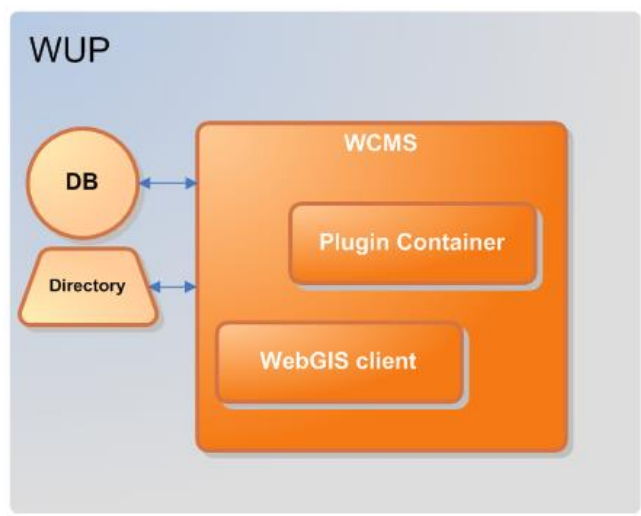 WUP
WCMS
DB
Plugin Container
Directory
WebGIS client